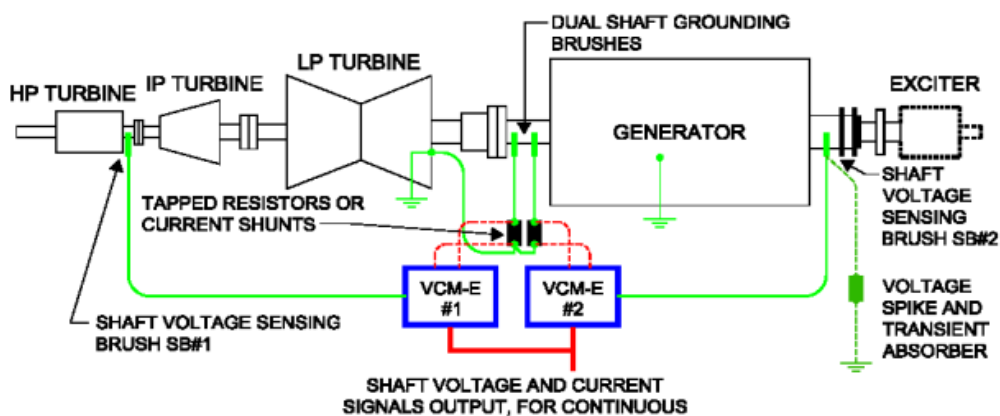 DUAL SHAFT GROUNDING
BRUSHES
LP TURBINE
IP TURBINE
HP TURBINE
EXCITER
GENERATOR
TAPPED RESISTORS OR
CURRENT SHUNTS
SHAFT
VOLTAGE
SENSING
BRUSH SB#2
VCM-E
#1
VCM-E
#2
SHAFT VOLTAGE SENSING
BRUSH SB#1
VOLTAGE
SPIKE AND
TRANSIENT
ABSORBER
SHAFT VOLTAGE AND CURRENT
SIGNALS OUTPUT, FOR CONTINUOUS